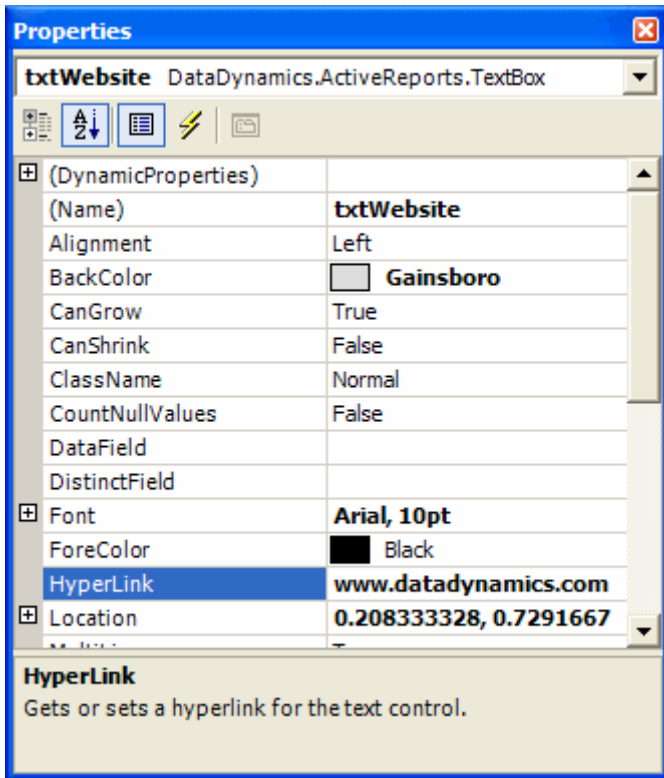 Properties
txtWebsite DataDynamics.ActiveReports.TextBox
(DynamicProperties)
(Name) txtWebsite
Alignment Left
BackColor Gainsboro
CanGrow True
CanShrink False
ClassName Normal
CountNullValues False
DataField
DistinctField
Font Arial, 10pt
ForeColor Black
HyperLink www.datadynamics.com
Location 0.208333328, 0.7291667
HyperLink
Gets or sets a hyperlink for the text control.